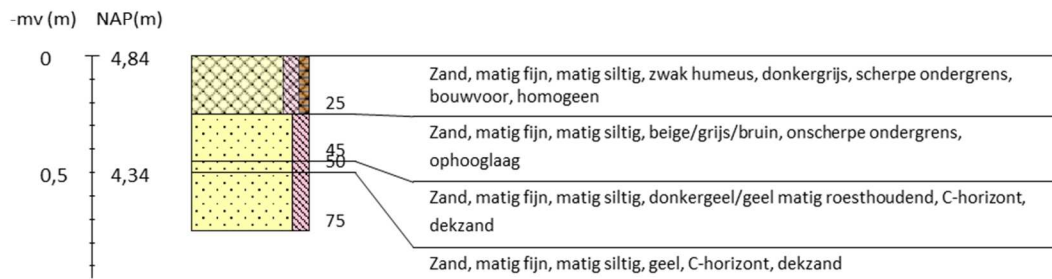 -mv (m) NAP(m)
0 4,84
Zand, matig fijn, matig siltig, zwak humeus, donkergrijs, scherpe ondergrens,
bouwvoor, homogeen
25
Zand, matig fijn, matig siltig, beige/grijs/bruin, onscherpe ondergrens,
ophooglaag
45
50
0,5 4,34
Zand, matig fijn, matig siltig, donkergeel/geel matig roesthoudend, C-horizont,
dekzand
75
Zand, matig fijn, matig siltig, geel, C-horizont, dekzand